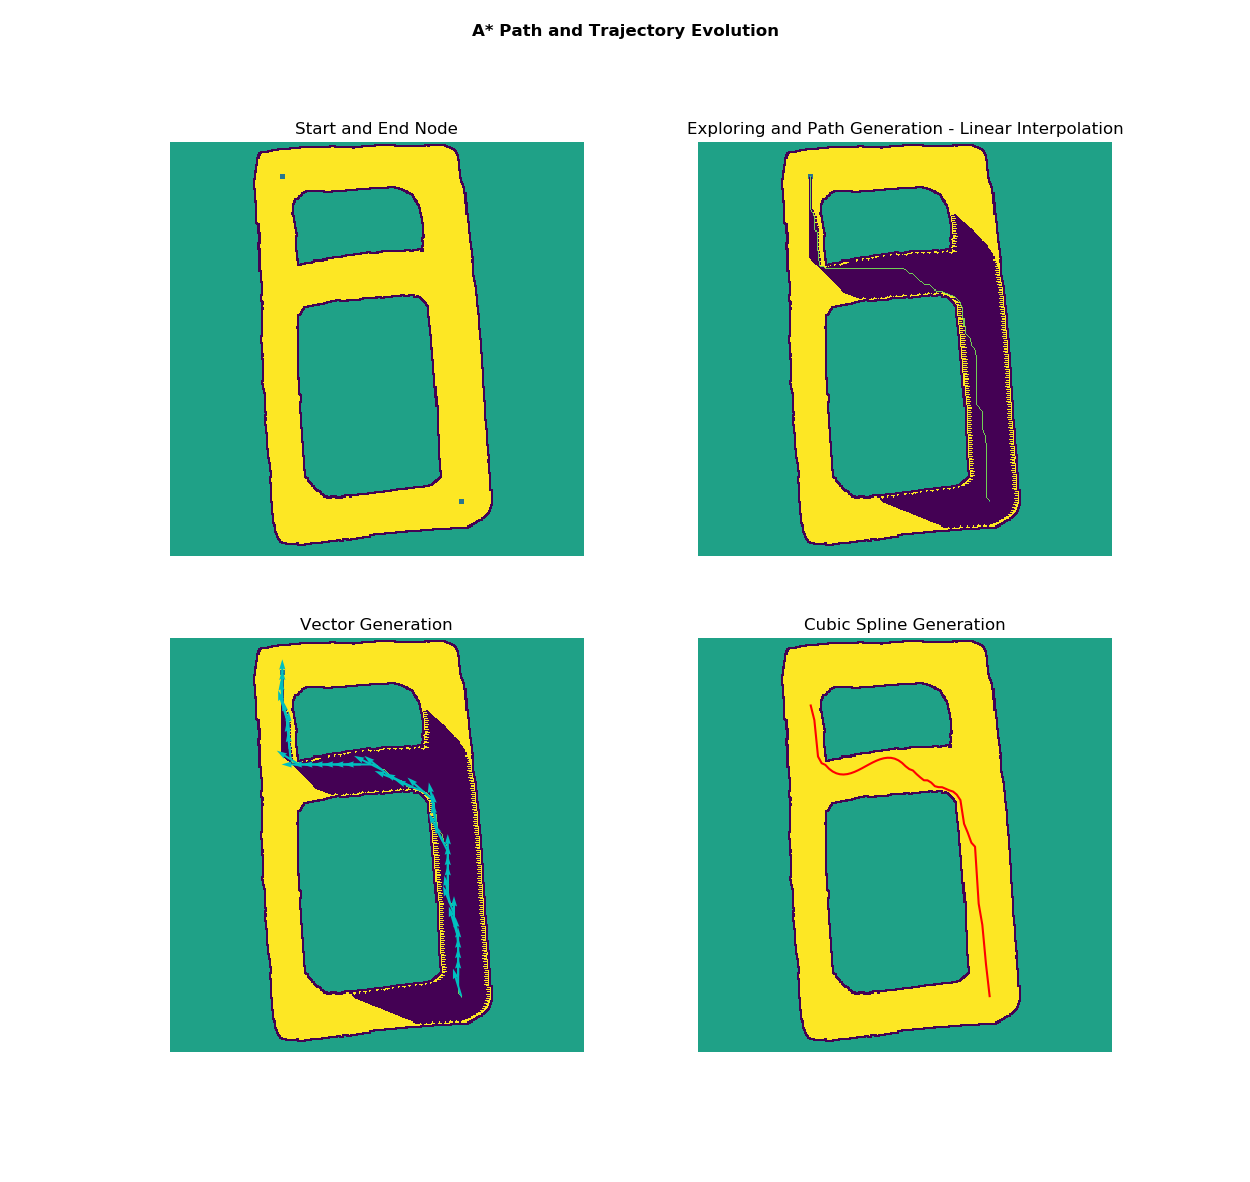 A* Path and Trajectory Evolution
Start and End Node
Exploring and Path Generation - Linear Interpolation
Vector Generation
Cubic Spline Generation